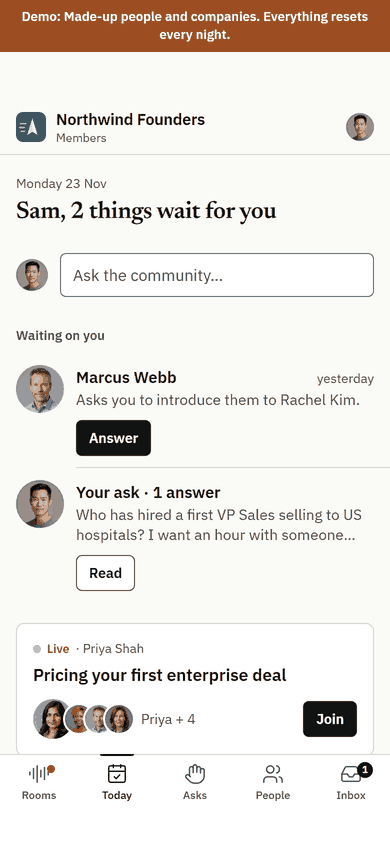 Demo: Made-up people and companies. Everything resets
every night.
Northwind Founders
Members
Monday 23 Nov
Sam, 2 things wait for you
Ask the community...
Waiting on you
Marcus Webb
yesterday
Asks you to introduce them to Rachel Kim.
Answer
Your ask · 1 answer
Who has hired a first VP Sales selling to US
hospitals? I want an hour with someone...
Read
Live · Priya Shah
Pricing your first enterprise deal
Priya + 4
Join
Rooms
Today
Asks
People
1
Inbox